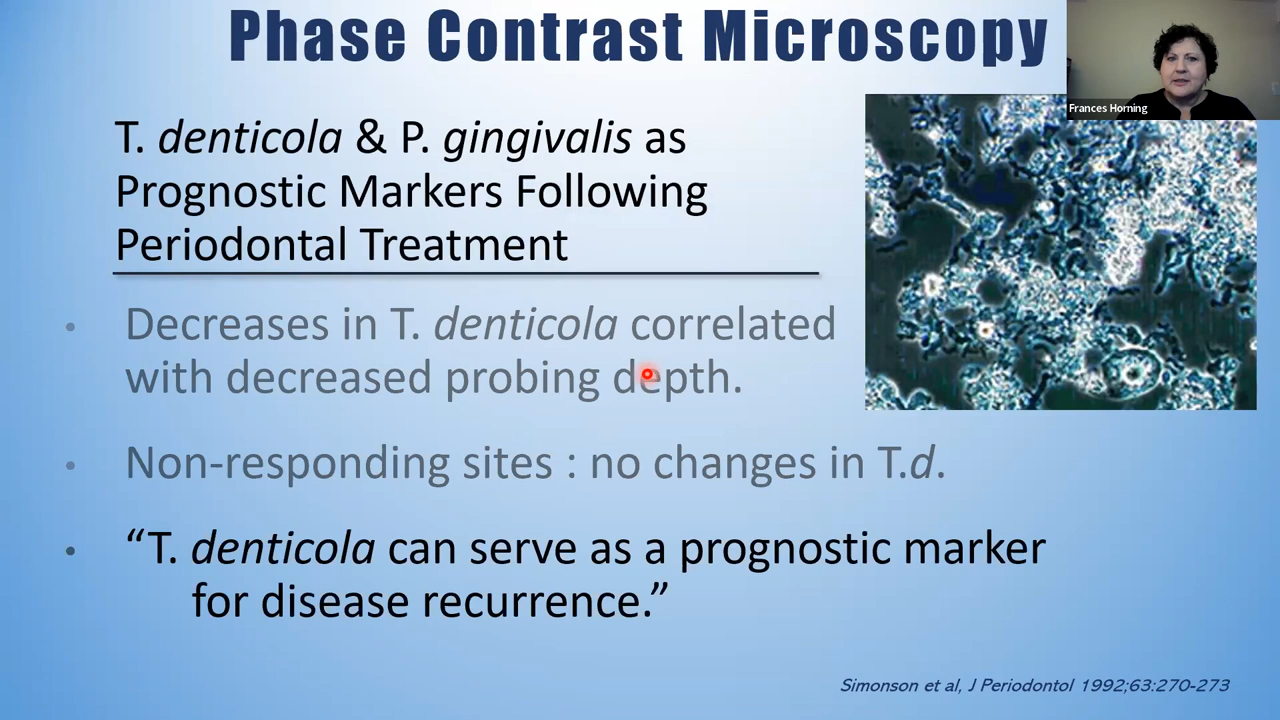 Phase Contrast Microscopy
Frances Horning
T. denticola & P. gingivalis as
Prognostic Markers Following
Periodontal Treatment
• Decreases in T. denticola correlated
with decreased probing depth.
• Non-responding sites : no changes in T.d.
• “T. denticola can serve as a prognostic marker
for disease recurrence.”
Simonson et al, J Periodontol 1992;63:270-273